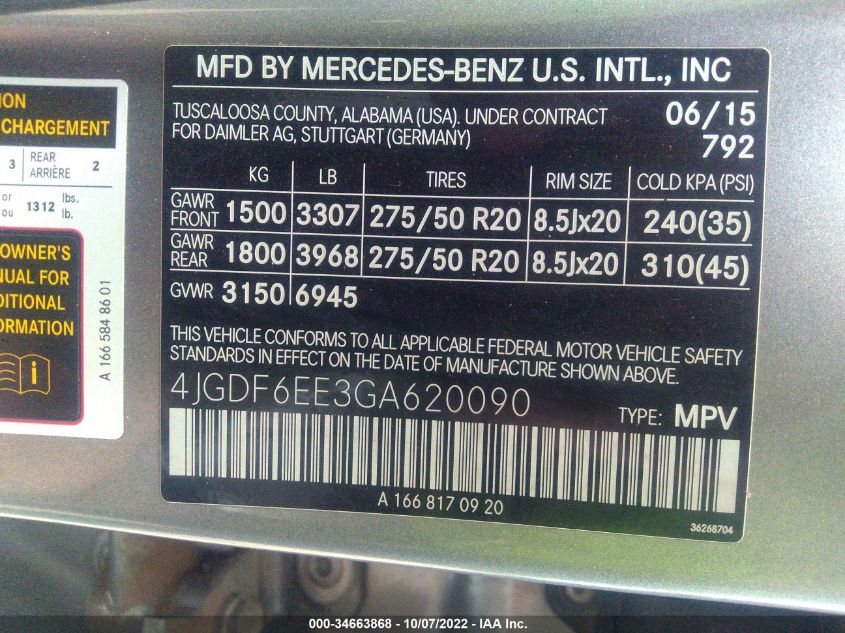 ION
CHARGEMENT
3 REAR ARRIÈRE 2
or ou 1312 lbs. lb.
OWNER'S
NUAL FOR
DITIONAL
ORMATION
A 166 584 86 01
MFD BY MERCEDES-BENZ U.S. INTL., INC
TUSCALOOSA COUNTY, ALABAMA (USA). UNDER CONTRACT
FOR DAIMLER AG, STUTTGART (GERMANY)
06/15
792
KG LB TIRES RIM SIZE COLD KPA (PSI)
GAWR FRONT 1500 3307 275/50 R20 8.5Jx20 240(35)
GAWR REAR 1800 3968 275/50 R20 8.5Jx20 310(45)
GVWR 3150 6945
THIS VEHICLE CONFORMS TO ALL APPLICABLE FEDERAL MOTOR VEHICLE SAFETY
STANDARDS IN EFFECT ON THE DATE OF MANUFACTURE SHOWN ABOVE.
4JGDF6EE3GA620090 TYPE: MPV
A 166 817 09 20
36268704
000-34663868 - 10/07/2022 - IAA Inc.